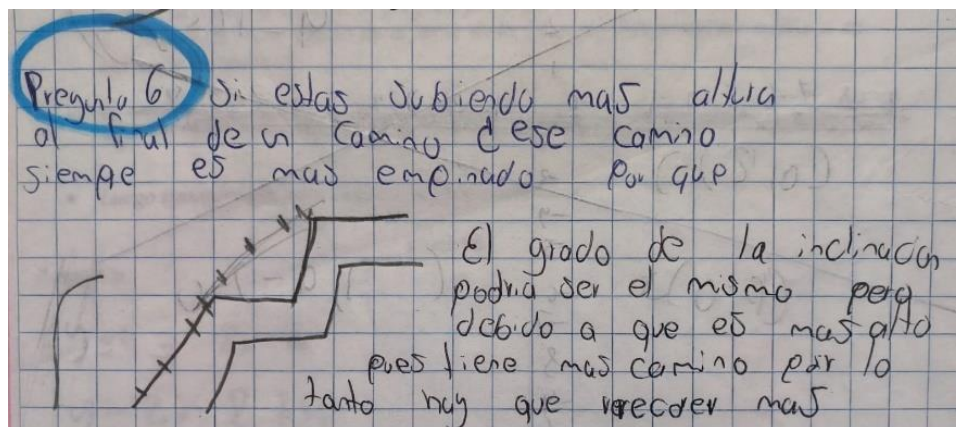 Pregunta 6 Si estas subiendo mas altura
al final de un camino ¿ ese camino
siempre es mas empinado Por que
El grado de la inclinacion
podria ser el mismo pero
debido a que es mas alto
pues tiene mas camino por lo
tanto hay que recorer mas